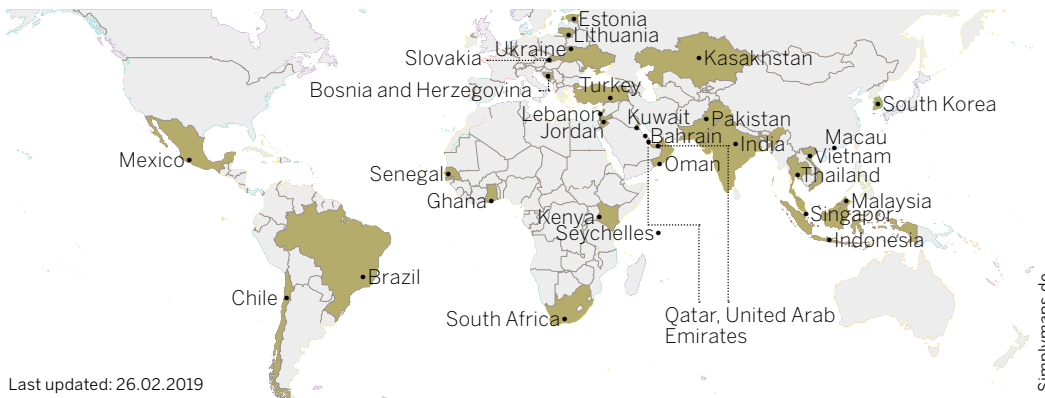 Estonia
Lithuania
Ukraine
Slovakia
Kasakhstan
Bosnia and Herzegovina
Turkey
South Korea
Lebanon
Kuwait
Pakistan
Jordan
Bahrain
India
Macau
Mexico
Oman
Vietnam
Senegal
Thailand
Ghana
Malaysia
Kenya
Singapor
Seychelles
Indonesia
Brazil
Chile
South Africa
Qatar, United Arab
Emirates
Last updated: 26.02.2019
Simplymaps.de